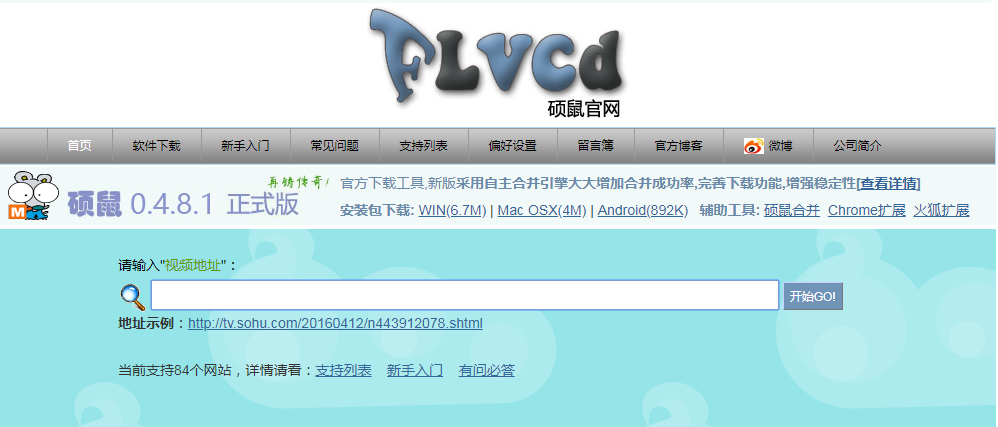 FLVCD
硕鼠官网
首页 软件下载 新手入门 常见问题 支持列表 偏好设置 留言簿 官方博客 微博 公司简介
再铸传奇!
官方下载工具,新版采用自主合并引擎大大增加合并成功率,完善下载功能,增强稳定性[查看详情]
M
硕鼠 0.4.8.1 正式版
安装包下载: WIN(6.7M) | Mac OSX(4M) | Android(892K) 辅助工具: 硕鼠合并 Chrome扩展 火狐扩展
请输入"视频地址"：
开始GO!
地址示例：http://tv.sohu.com/20160412/n443912078.shtml
当前支持84个网站，详情请看：支持列表 新手入门 有问必答